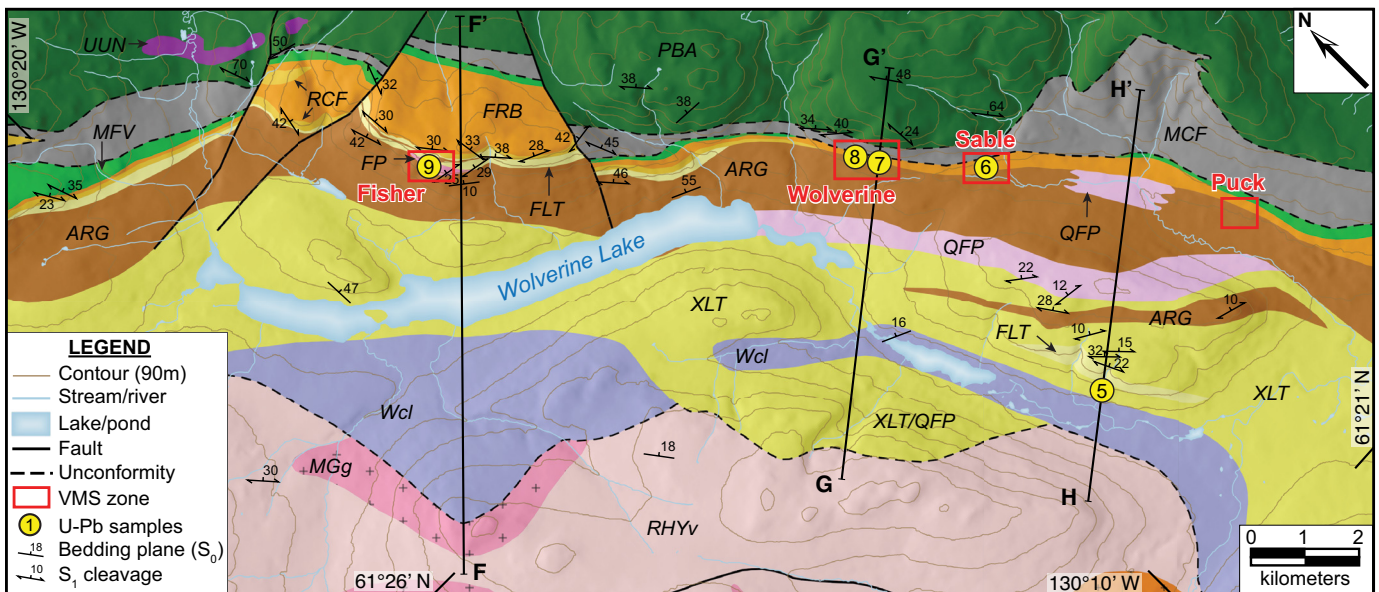 UUN
130°20' W
50
70
F'
PBA
G'
48
N
32
RCF
FRB
38
38
64
H'
MFV
42
30
42
30
33
38
28
42
45
34
40
24
MCF
FP
9
25
29
10
Fisher
FLT
46
55
ARG
8
7
Wolverine
Sable
6
Puck
35
23
ARG
QFP
QFP
Wolverine Lake
47
22
12
28
10
ARG
XLT
16
FLT
10
15
32
22
Wcl
5
XLT
Wcl
XLT/QFP
61°21' N
MGg
18
30
G
H
RHYv
F
61°26' N
130°10' W
LEGEND
Contour (90m)
Stream/river
Lake/pond
Fault
Unconformity
VMS zone
1 U-Pb samples
18 Bedding plane (S0)
10 S1 cleavage
0 1 2
kilometers